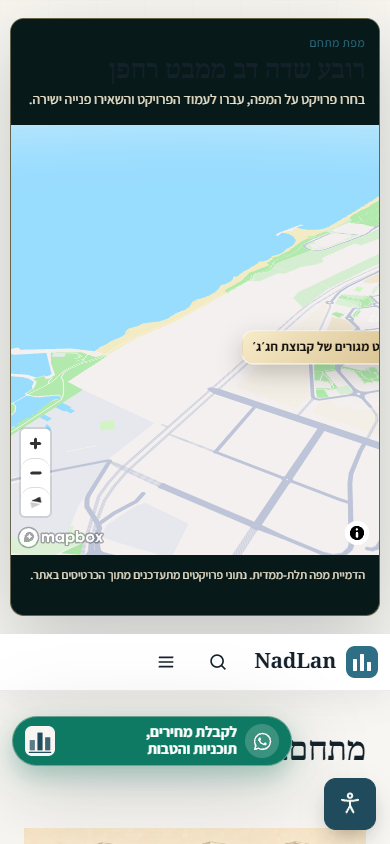 מפת מתחם
רובע שדה דב ממבט רחפן
בחרו פרויקט על המפה, עברו לעמוד הפרויקט והשאירו פנייה ישירה.
ט מגורים של קבוצת חג׳ג׳
mapbox
הדמיית מפה תלת-ממדית. נתוני פרויקטים מתעדכנים מתוך הכרטיסים באתר.
NadLan
לקבלת מחירים,
תוכניות והטבות
מתחם